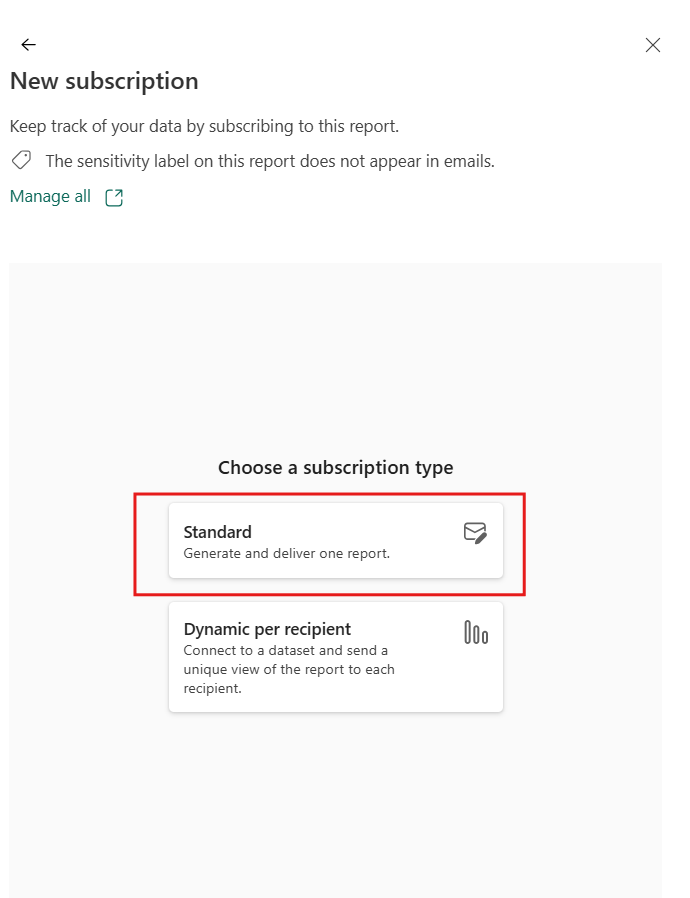 New subscription
Keep track of your data by subscribing to this report.
The sensitivity label on this report does not appear in emails.
Manage all
Choose a subscription type
Standard
Generate and deliver one report.
Dynamic per recipient
Connect to a dataset and send a
unique view of the report to each
recipient.